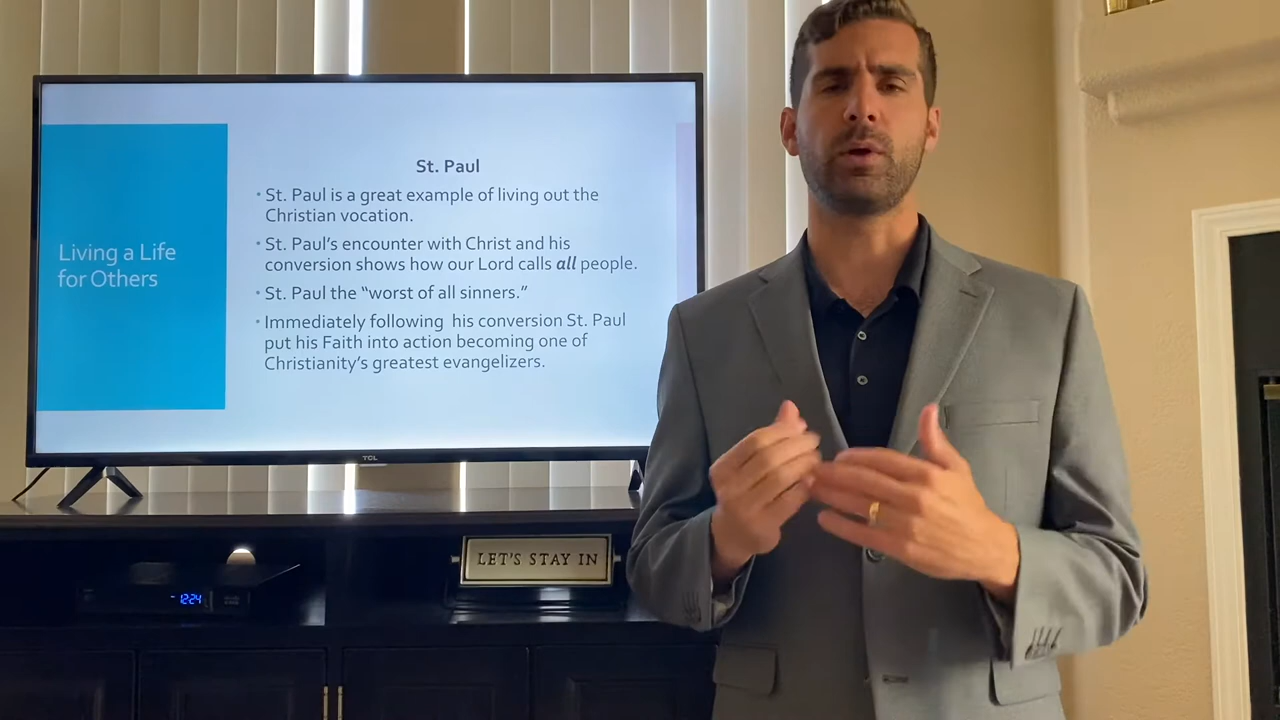 Living a Life
for Others
St. Paul
• St. Paul is a great example of living out the
Christian vocation.
• St. Paul's encounter with Christ and his
conversion shows how our Lord calls all people.
• St. Paul the “worst of all sinners.”
• Immediately following his conversion St. Paul
put his Faith into action becoming one of
Christianity's greatest evangelizers.
TCL
LET'S STAY IN
12:24